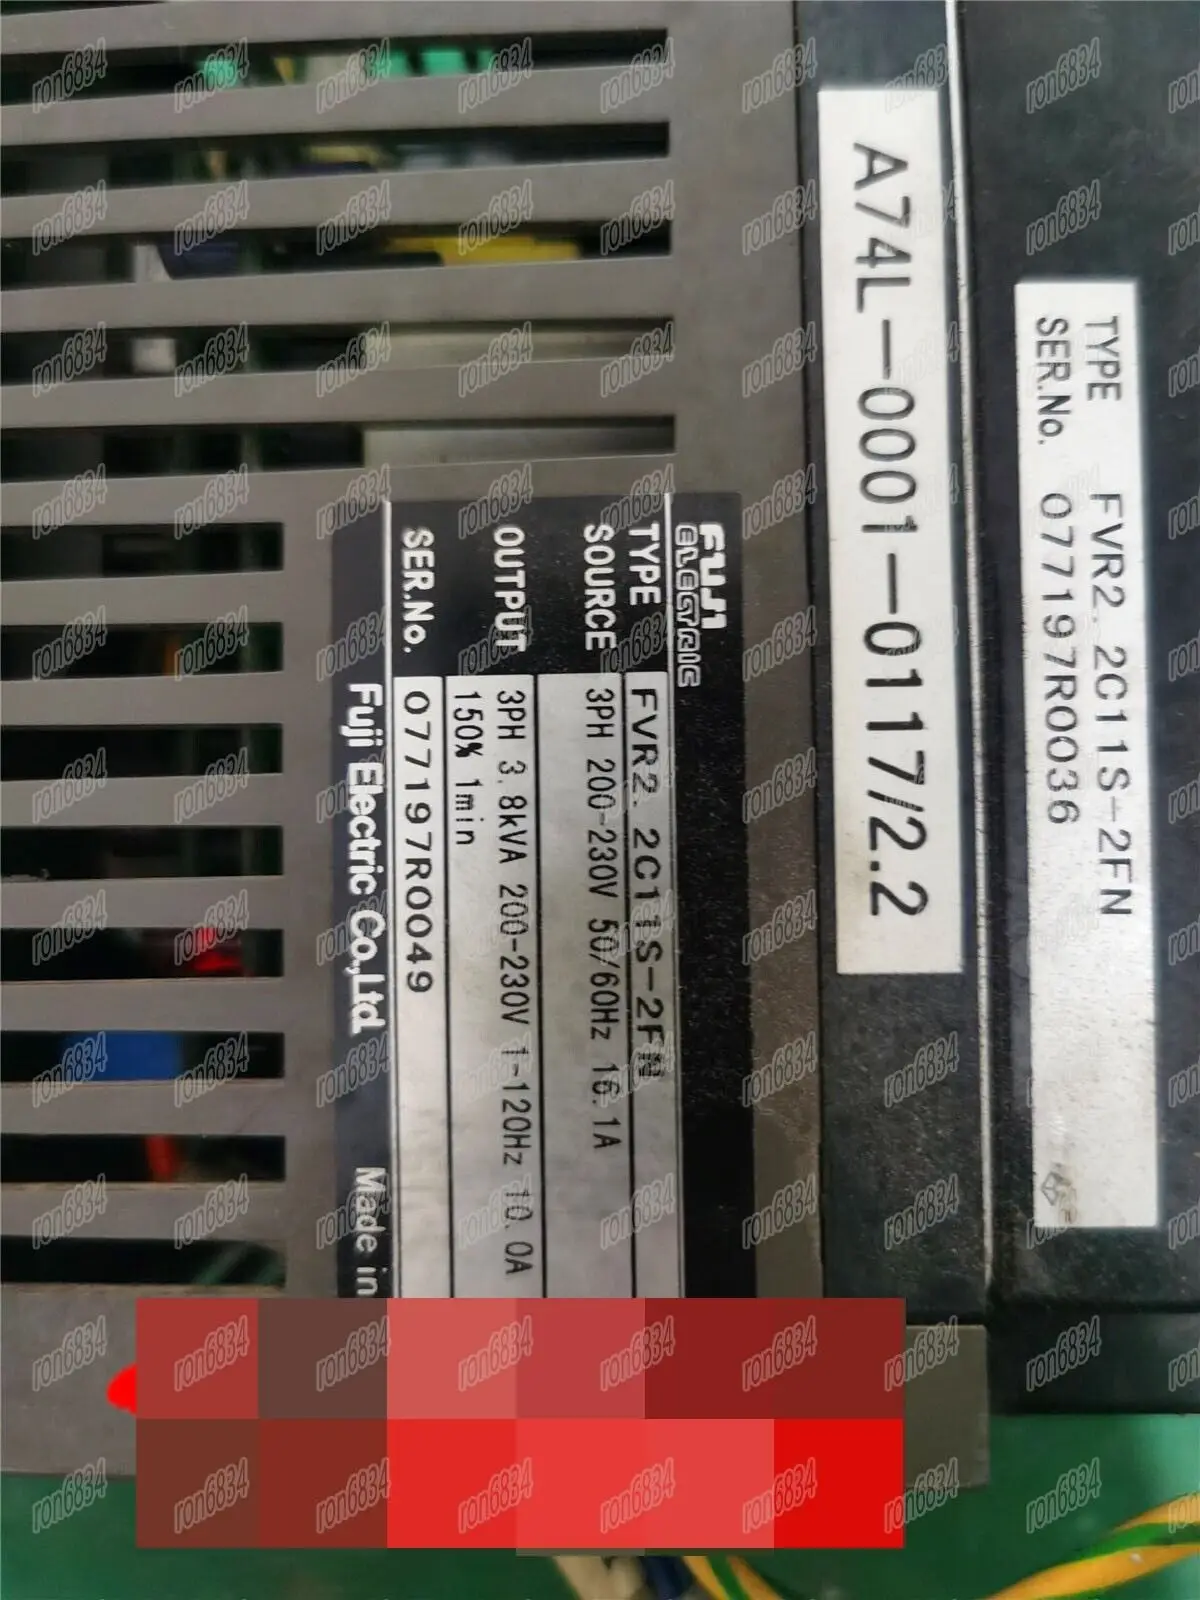 TYPE FVR2.2C11S-2FN
SER.No. 077197R0036
A74L-0001-0117/2.2
FUJI
ELECTRIC
TYPE FVR2.2C11S-2FN
SOURCE 3PH 200-230V 50/60Hz 16.1A
OUTPUT 3PH 3.8kVA 200-230V 1-120Hz 10.0A
150% 1min
SER.No. 077197R0049
Fuji Electric Co.,Ltd. Made in
ron6834